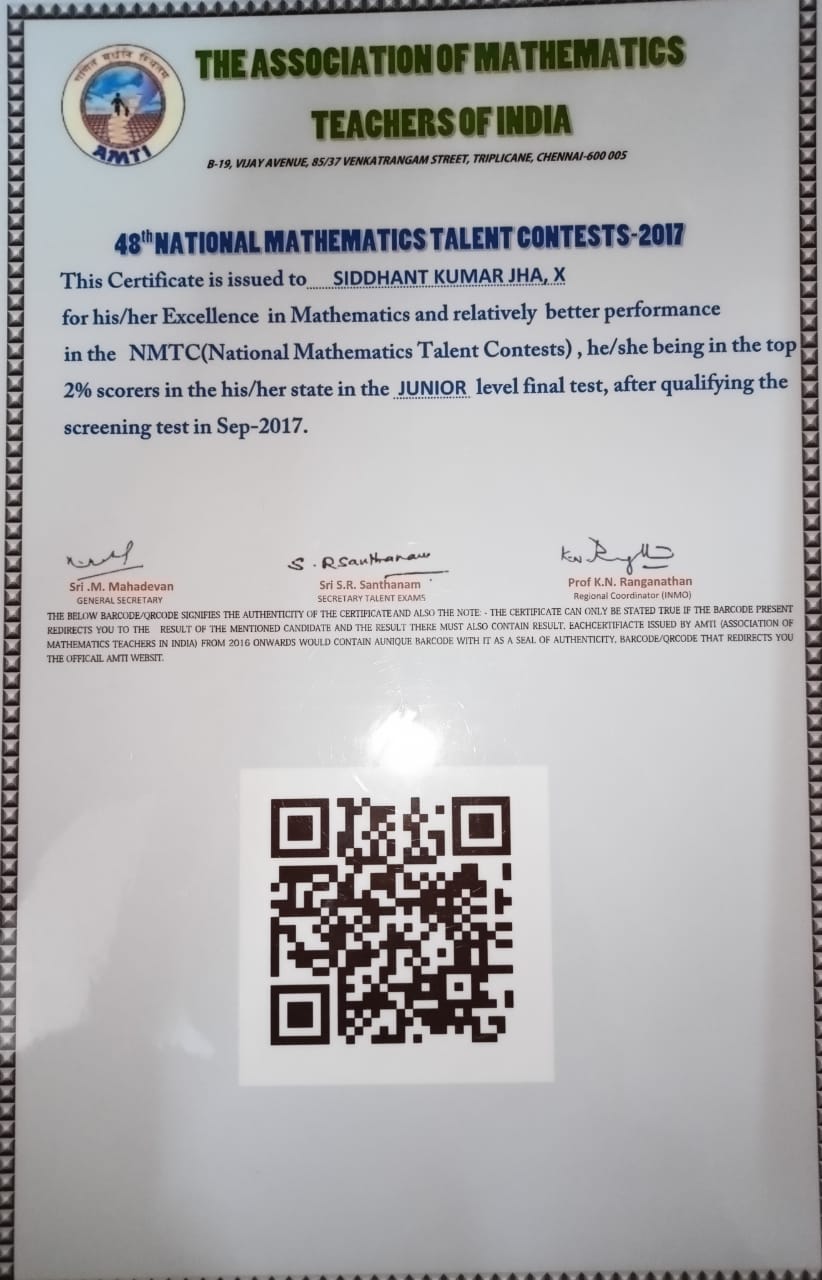 गणितं मूर्धनि स्थितम्
AMTI
THE ASSOCIATION OF MATHEMATICS
TEACHERS OF INDIA
B-19, VIJAY AVENUE, 85/37 VENKATRANGAM STREET, TRIPLICANE, CHENNAI-600 005
48th NATIONAL MATHEMATICS TALENT CONTESTS-2017
This Certificate is issued to SIDDHANT KUMAR JHA, X
for his/her Excellence in Mathematics and relatively better performance
in the NMTC(National Mathematics Talent Contests) , he/she being in the top
2% scorers in the his/her state in the JUNIOR level final test, after qualifying the
screening test in Sep-2017.
S. R Santhanam
Sri .M. Mahadevan
GENERAL SECRETARY
Sri S.R. Santhanam
SECRETARY TALENT EXAMS
Prof K.N. Ranganathan
Regional Coordinator (INMO)
THE BELOW BARCODE/QRCODE SIGNIFIES THE AUTHENTICITY OF THE CERTIFICATE AND ALSO THE NOTE: - THE CERTIFICATE CAN ONLY BE STATED TRUE IF THE BARCODE PRESENT
REDIRECTS YOU TO THE RESULT OF THE MENTIONED CANDIDATE AND THE RESULT THERE MUST ALSO CONTAIN RESULT. EACHCERTIFIACTE ISSUED BY AMTI (ASSOCIATION OF
MATHEMATICS TEACHERS IN INDIA) FROM 2016 ONWARDS WOULD CONTAIN AUNIQUE BARCODE WITH IT AS A SEAL OF AUTHENTICITY. BARCODE/QRCODE THAT REDIRECTS YOU
THE OFFICAIL AMTI WEBSIT.